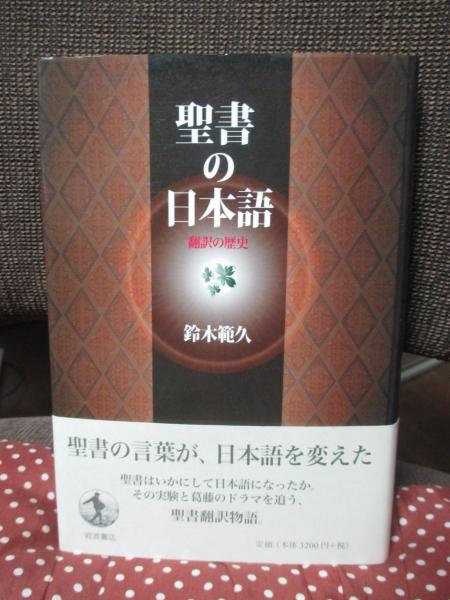 聖書
の
日本語
翻訳の歴史
鈴木範久
聖書の言葉が、日本語を変えた
聖書はいかにして日本語になったか。
その実験と葛藤のドラマを追う、
聖書翻訳物語。
岩波書店
定価（本体3200円+税）